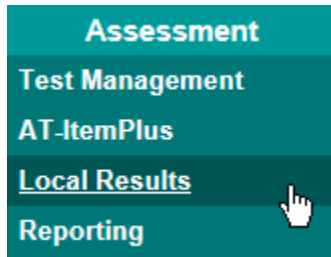 Assessment
Test Management
AT-ItemPlus
Local Results
Reporting